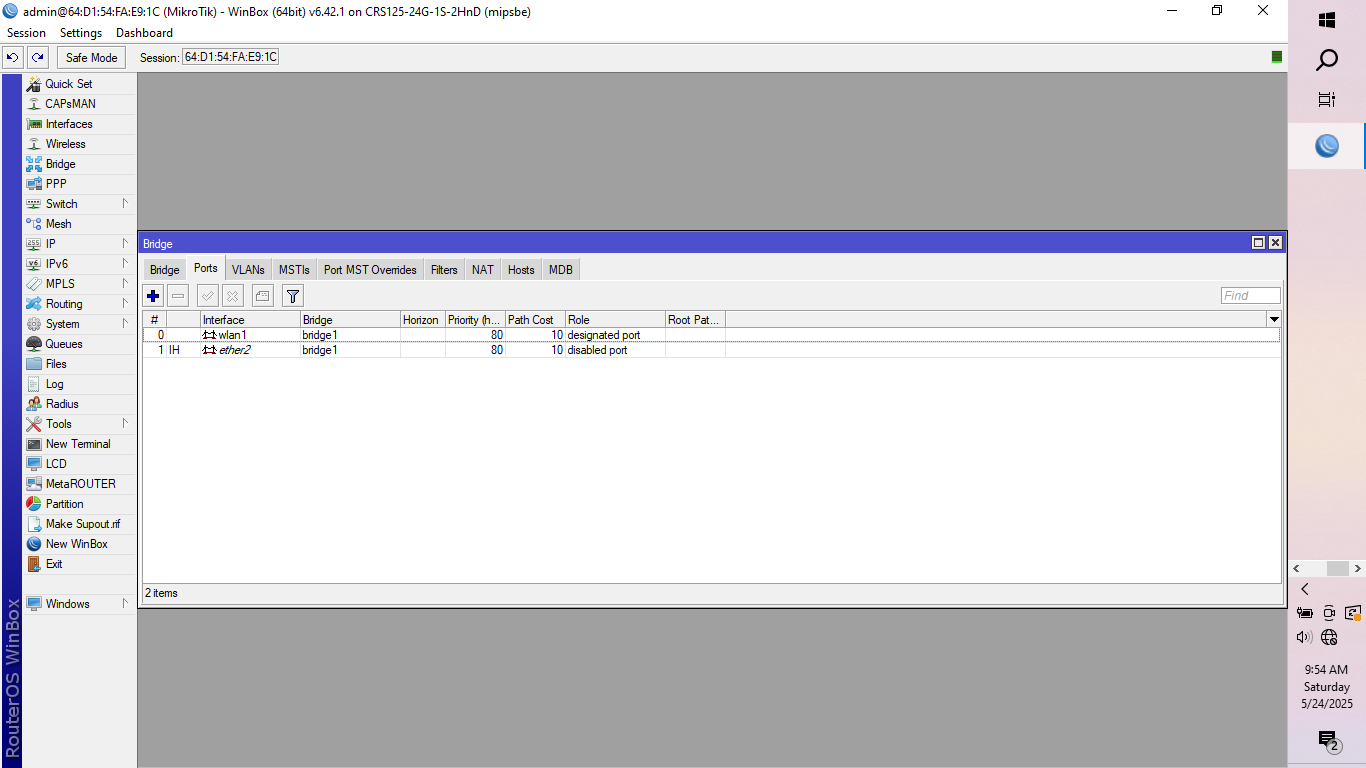 admin@64:D1:54:FA:E9:1C (MikroTik) - WinBox (64bit) v6.42.1 on CRS125-24G-1S-2HnD (mipsbe)
Session Settings Dashboard
Safe Mode Session: 64:D1:54:FA:E9:1C
Quick Set
CAPsMAN
Interfaces
Wireless
Bridge
PPP
Switch
Mesh
IP
IPv6
MPLS
Routing
System
Queues
Files
Log
Radius
Tools
New Terminal
LCD
MetaROUTER
Partition
Make Supout.rif
New WinBox
Exit
Windows
RouterOS WinBox
Bridge
Bridge Ports VLANs MSTIs Port MST Overrides Filters NAT Hosts MDB
Find
# Interface Bridge Horizon Priority (h... Path Cost Role Root Pat...
0 wlan1 bridge1 80 10 designated port
1 IH ether2 bridge1 80 10 disabled port
2 items
9:54 AM
Saturday
5/24/2025
2